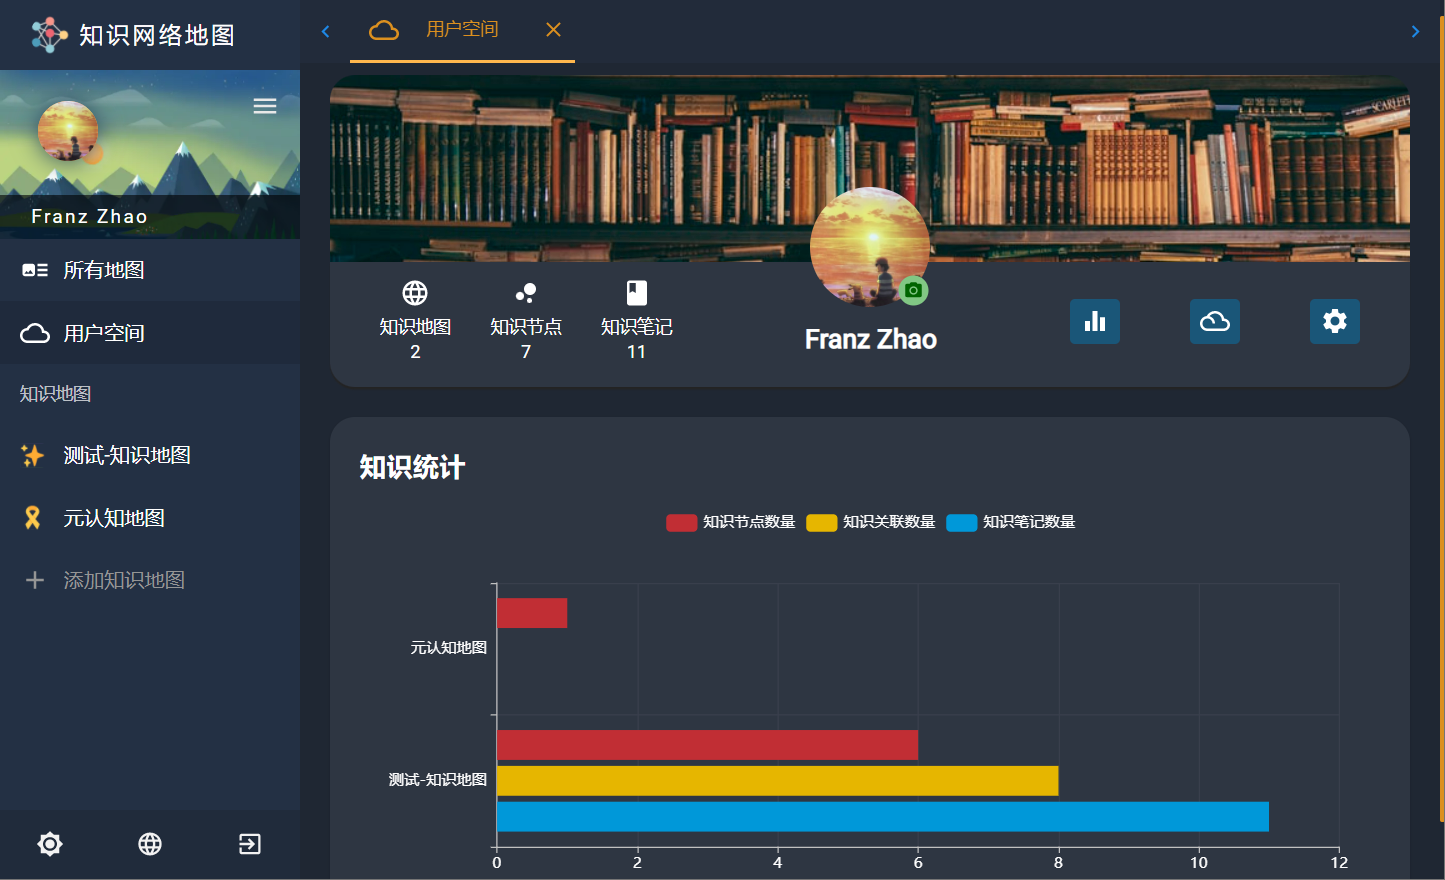 知识网络地图
用户空间
Franz Zhao
所有地图
用户空间
知识地图
测试-知识地图
元认知地图
添加知识地图
SCARLET
知识地图
2
知识节点
7
知识笔记
11
Franz Zhao
知识统计
知识节点数量
知识关联数量
知识笔记数量
元认知地图
测试-知识地图
0 2 4 6 8 10 12